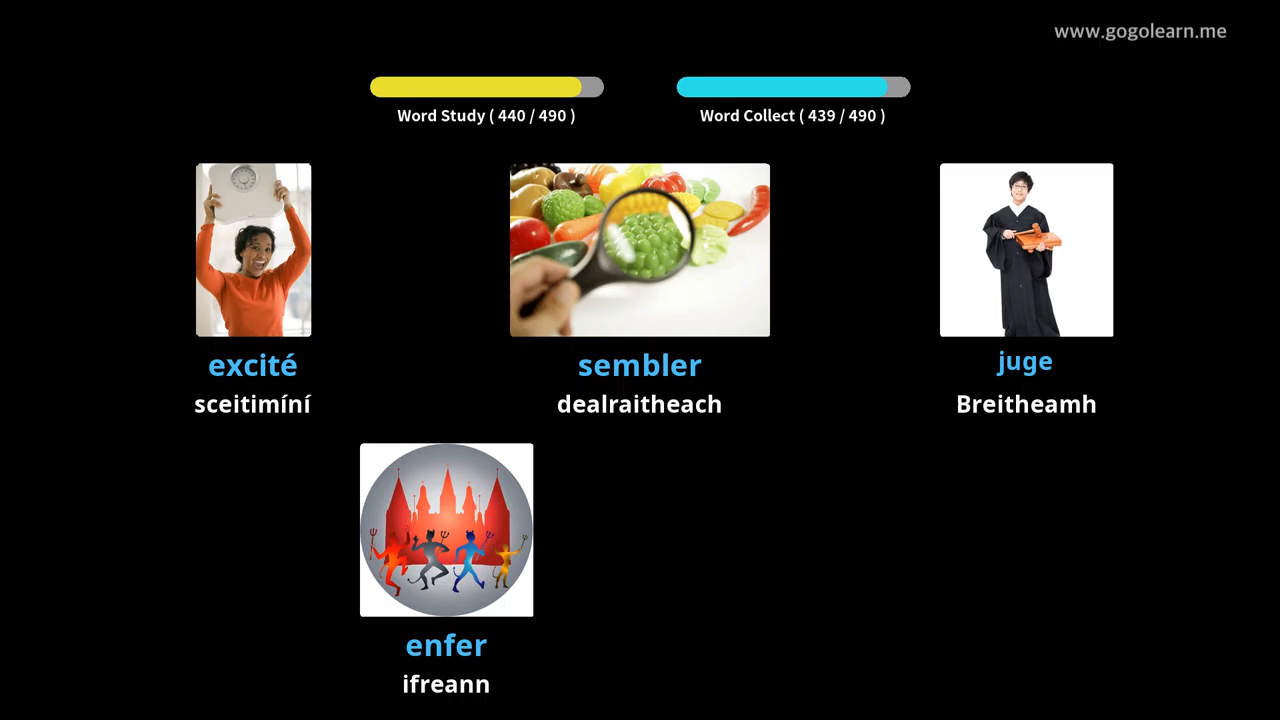 www.gogolearn.me
Word Study ( 440 / 490 )
Word Collect ( 439 / 490 )
excité
sceitimíní
sembler
dealraitheach
juge
Breitheamh
enfer
ifreann